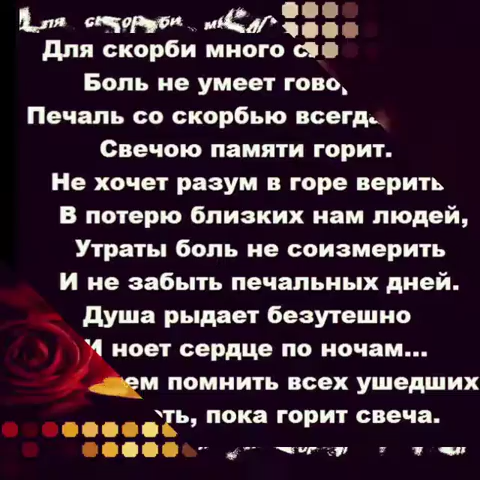 Для скорби много
Боль не умеет
Печаль со скорбью
Свечою памяти горит.
Не хочет разум в горе верить
В потерю близких нам людей,
Утраты боль не соизмерить
И не забыть печальных дней.
Душа рыдает безутешно
И ноет сердце по ночам...
помнить всех ушедших
пока горит свеча.